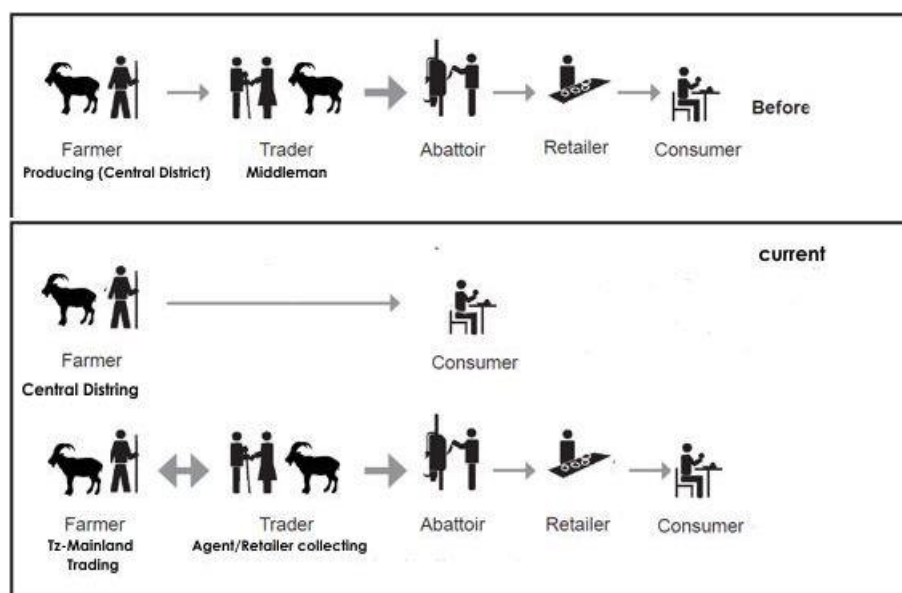 Before
Farmer
Producing (Central District)
Trader
Middleman
Abattoir
Retailer
Consumer
current
Farmer
Central Distring
Consumer
Farmer
Tz-Mainland
Trading
Trader
Agent/Retailer collecting
Abattoir
Retailer
Consumer